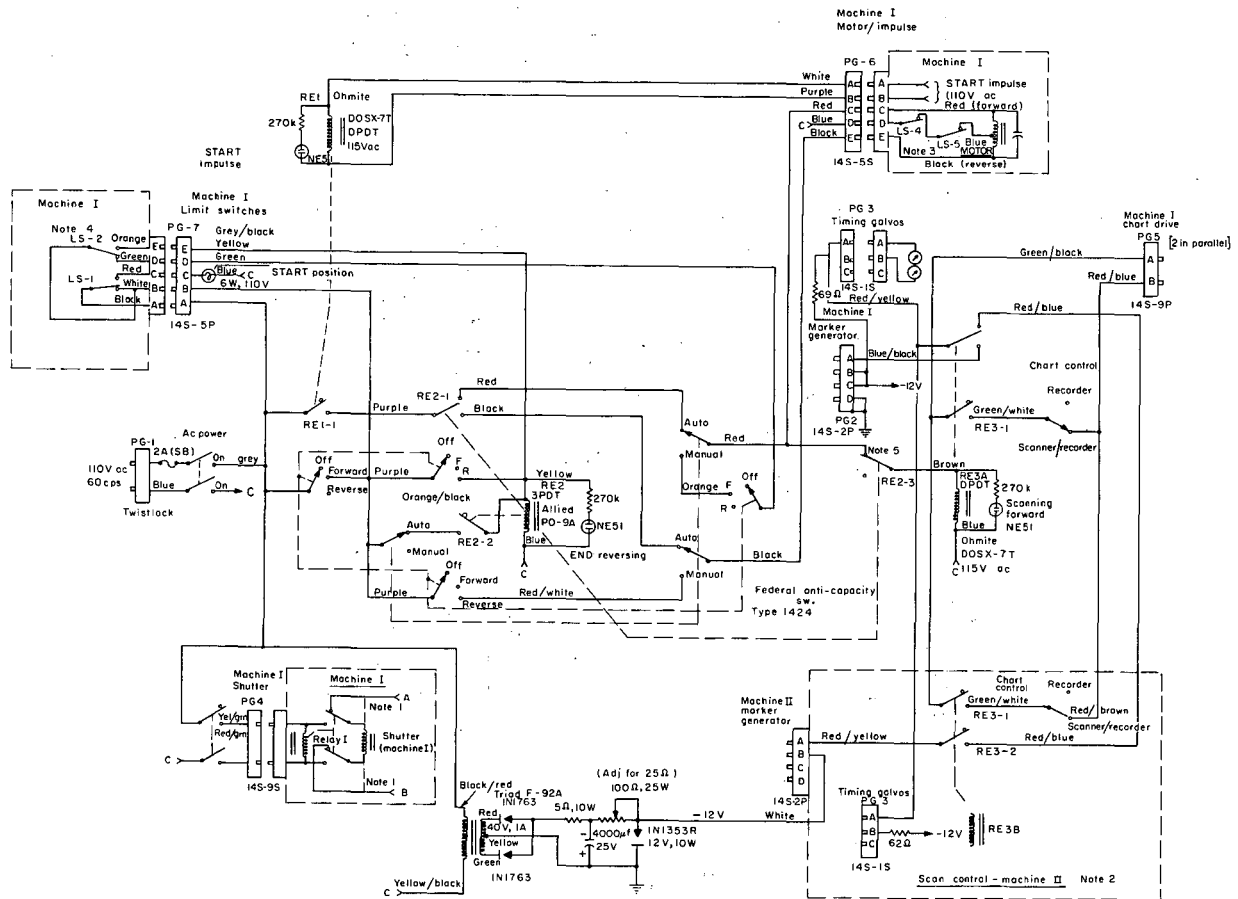 Machine I
Motor/impulse
PG-6
Machine I
White
Purple
Red
Blue
C
Black
A
B
C
D
E
A
B
C
D
E
START impulse
(110V ac
Red (forward)
LS-4
LS-5
Blue
Note 3
MOTOR
Black (reverse)
14S-5S
RE1
Ohmite
270k
DOSX-7T
DPDT
115Vac
NE51
START
impulse
Machine I
Note 4
LS-2
Orange
Green
Red
LS-1
White
Black
E
D
C
B
A
Machine I
Limit switches
PG-7
E
D
C
B
A
Grey/black
Yellow
Green
Blue
C
START position
6W, 110V
14S-5P
PG 3
Timing galvos
A
B
C
A
B
C
14S-1S
69Ω
Red/yellow
Machine I
Marker
generator
A
B
C
D
Blue/black
-12V
PG2
14S-2P
Machine I
chart drive
PG5
[2 in parallel]
Green/black
A
Red/blue
B
14S-9P
Red/blue
Chart control
Recorder
Green/white
RE3-1
Scanner/recorder
PG-1
Ac power
2A(SB)
On
grey
110V ac
60 cps
Blue
On
C
Twistlock
RE1-1
Purple
RE2-1
Red
Black
Off
Forward
Reverse
Purple
Off
F
R
Yellow
RE2
3PDT
Allied
PO-9A
270k
NE51
Blue
C
END reversing
Orange/black
Auto
RE2-2
Manual
Off
Forward
Purple
Reverse
Red/white
Auto
Red
Manual
Orange
F
R
Off
Auto
Black
Manual
Federal anti-capacity
sw.
Type 1424
Note 5
RE2-3
Brown
RE3A
DPDT
270k
Scanning
forward
NE51
Blue
Ohmite
DOSX-7T
C
115V ac
Machine I
Shutter
PG4
Yel/grn
Red/grn
C
14S-9S
Machine I
A
Note 1
Relay I
Shutter
(machine I)
Note 1
B
Black/red
Triad F-92A
1N1763
Red
40V, 1A
Yellow
Green
1N1763
Yellow/black
C
5Ω, 10W
(Adj for 25Ω)
100Ω, 25W
4000μf
25V
-
+
1N1353R
12V, 10W
-12V
White
Machine II
marker
generator
A
B
C
D
14S-2P
Red/yellow
Chart
control
Recorder
Green/white
Red/brown
RE3-1
Scanner/recorder
RE3-2
Red/blue
Timing galvos
PG 3
A
B
C
62Ω
-12V
RE3B
14S-1S
Scan control - machine II Note 2